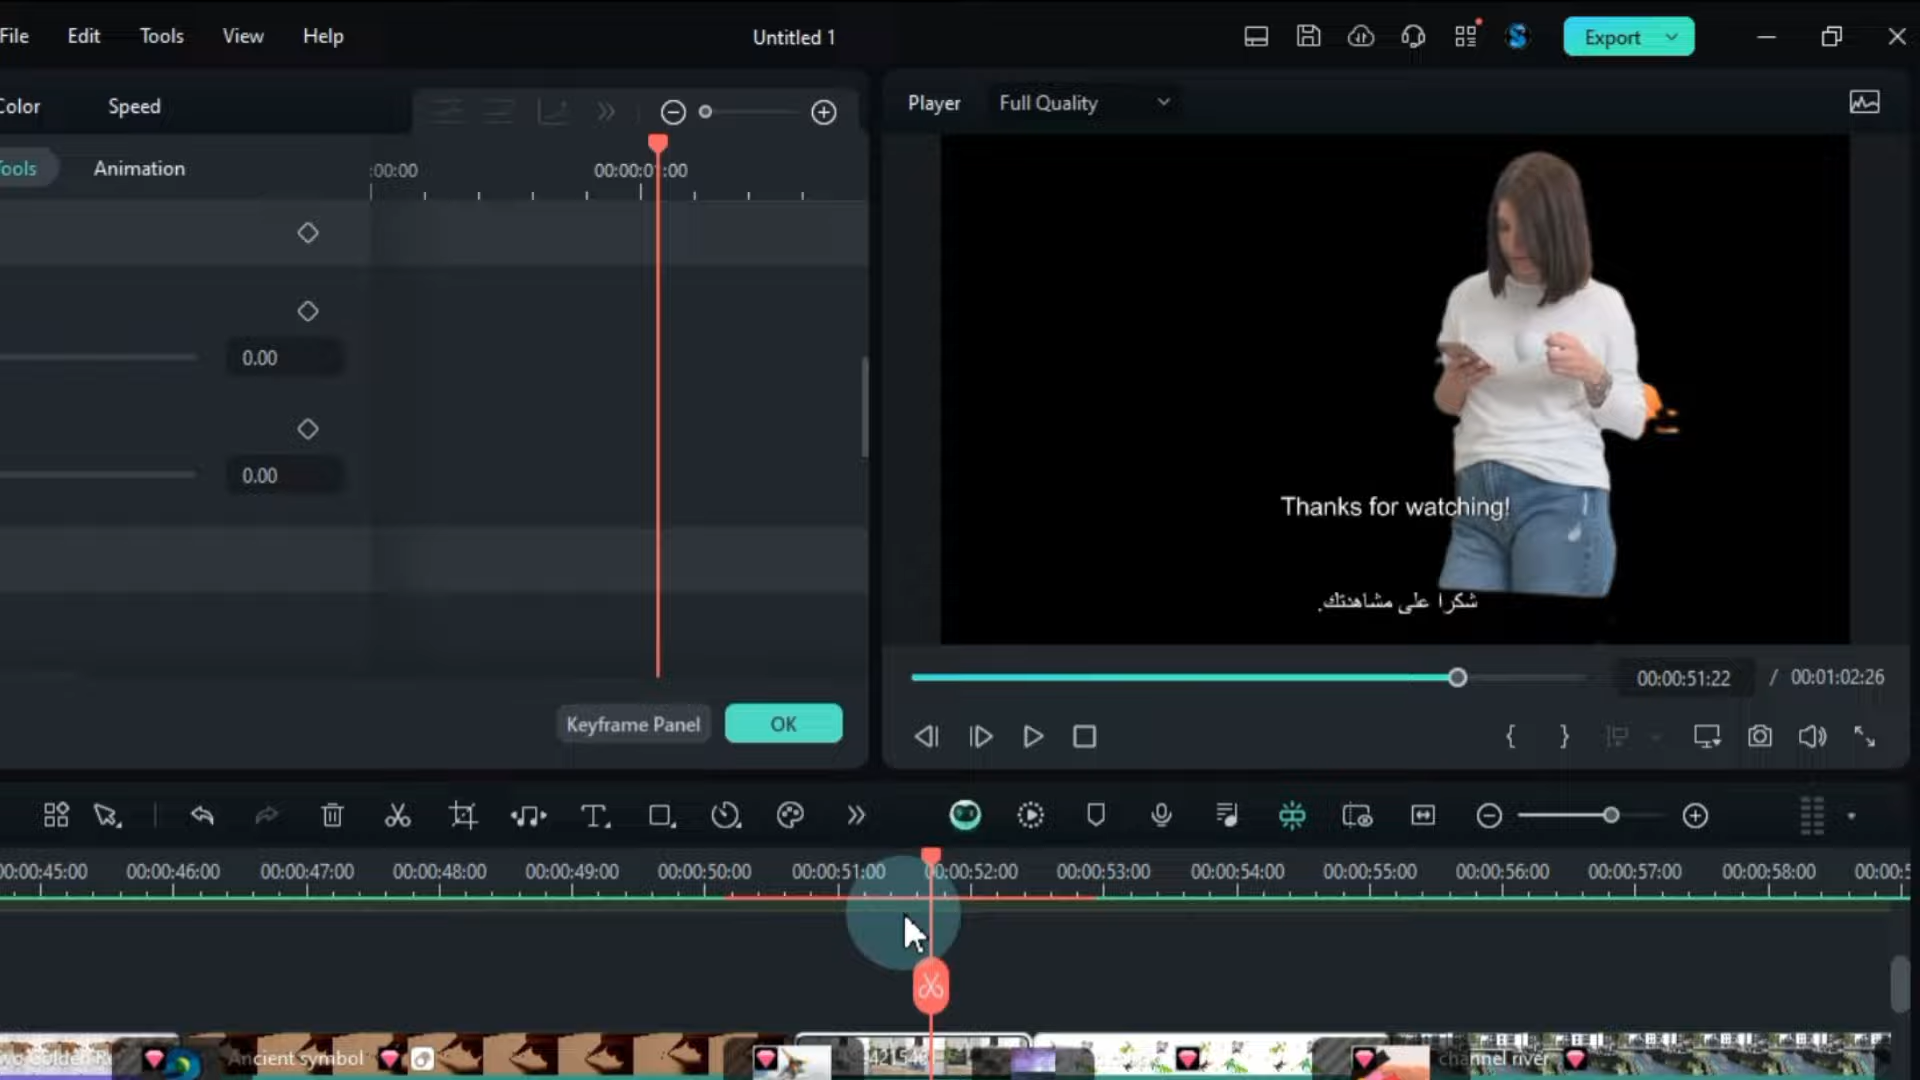 File Edit Tools View Help
Untitled 1
Export
Color Speed
Player Full Quality
Tools Animation
:00:00 00:00:01:00
0.00
0.00
Thanks for watching!
شكرا على مشاهدتك.
Keyframe Panel OK
00:00:51:22 / 00:01:02:26
00:00:45:00 00:00:46:00 00:00:47:00 00:00:48:00 00:00:49:00 00:00:50:00 00:00:51:00 00:00:52:00 00:00:53:00 00:00:54:00 00:00:55:00 00:00:56:00 00:00:57:00 00:00:58:00 00:00:5
Ancient symbol channel river